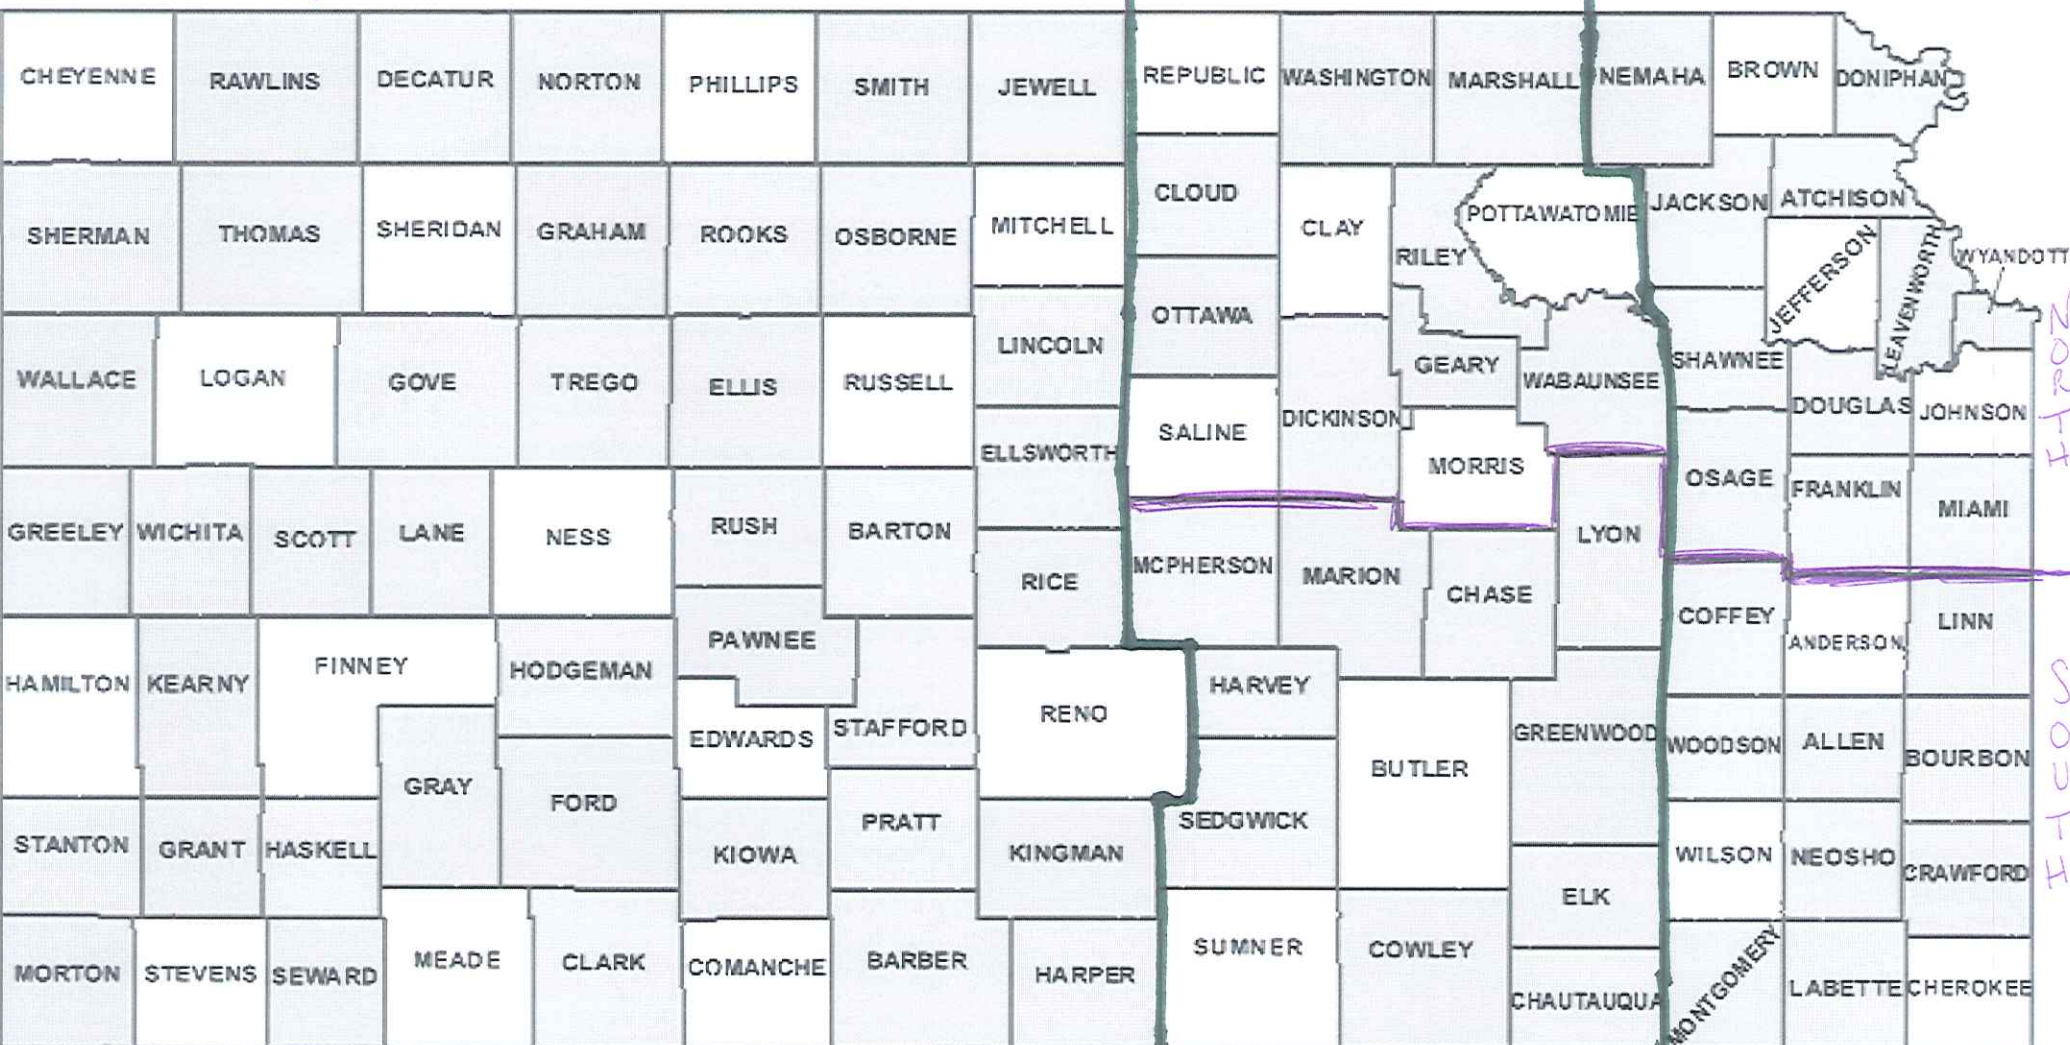 CHEYENNE RAWLINS DECATUR NORTON PHILLIPS SMITH JEWELL REPUBLIC WASHINGTON MARSHALL NEMAHA BROWN DONIPHAN
SHERMAN THOMAS SHERIDAN GRAHAM ROOKS OSBORNE MITCHELL CLOUD CLAY RILEY POTTAWATOMIE JACKSON ATCHISON
JEFFERSON LEAVENWORTH WYANDOTT
OTTAWA
WALLACE LOGAN GOVE TREGO ELLIS RUSSELL LINCOLN GEARY WABAUNSEE SHAWNEE
SALINE DICKINSON DOUGLAS JOHNSON
ELLSWORTH MORRIS OSAGE FRANKLIN MIAMI
NORTH
GREELEY WICHITA SCOTT LANE NESS RUSH BARTON LYON
RICE MCPHERSON MARION CHASE COFFEY ANDERSON LINN
HAMILTON KEARNY FINNEY HODGEMAN PAWNEE
EDWARDS STAFFORD RENO HARVEY
GREENWOOD WOODSON ALLEN BOURBON
SOUTH
GRAY FORD BUTLER
STANTON GRANT HASKELL KIOWA PRATT KINGMAN SEDGWICK
ELK WILSON NEOSHO CRAWFORD
MORTON STEVENS SEWARD MEADE CLARK COMANCHE BARBER HARPER SUMNER COWLEY
CHAUTAUQUA MONTGOMERY LABETTE CHEROKEE